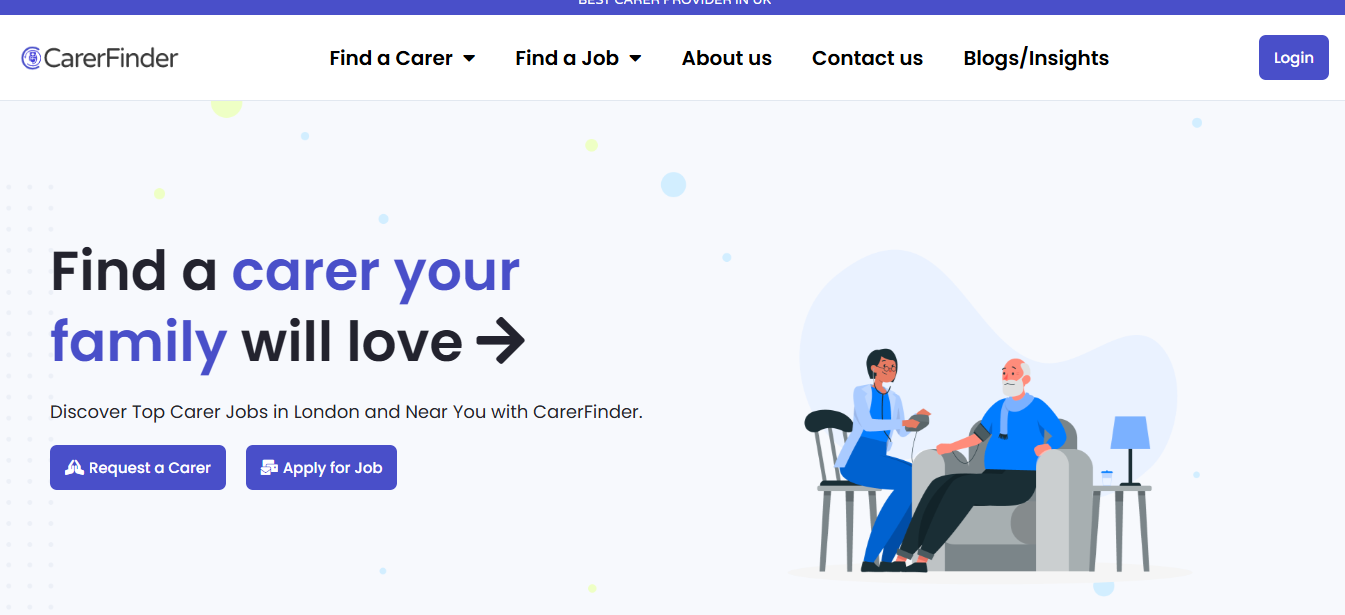 BEST CARER PROVIDER IN UK
CarerFinder
Find a Carer
Find a Job
About us
Contact us
Blogs/Insights
Login
Find a carer your
family will love
Discover Top Carer Jobs in London and Near You with CarerFinder.
Request a Carer
Apply for Job